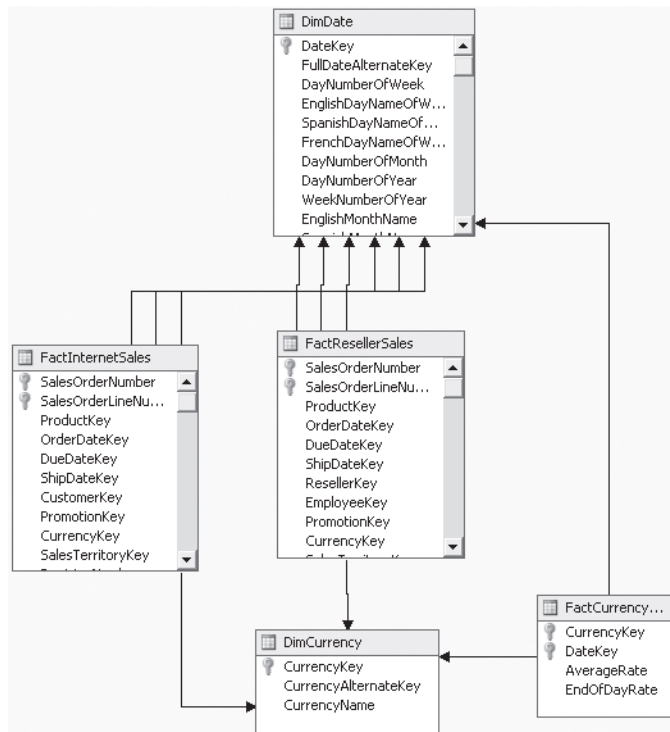 DimDate
DateKey
FullDateAlternateKey
DayNumberOfWeek
EnglishDayNameOfW...
SpanishDayNameOf...
FrenchDayNameOfW...
DayNumberOfMonth
DayNumberOfYear
WeekNumberOfYear
EnglishMonthName
FactInternetSales
SalesOrderNumber
SalesOrderLineNu...
ProductKey
OrderDateKey
DueDateKey
ShipDateKey
CustomerKey
PromotionKey
CurrencyKey
SalesTerritoryKey
FactResellerSales
SalesOrderNumber
SalesOrderLineNu...
ProductKey
OrderDateKey
DueDateKey
ShipDateKey
ResellerKey
EmployeeKey
PromotionKey
CurrencyKey
DimCurrency
CurrencyKey
CurrencyAlternateKey
CurrencyName
FactCurrency...
CurrencyKey
DateKey
AverageRate
EndOfDayRate